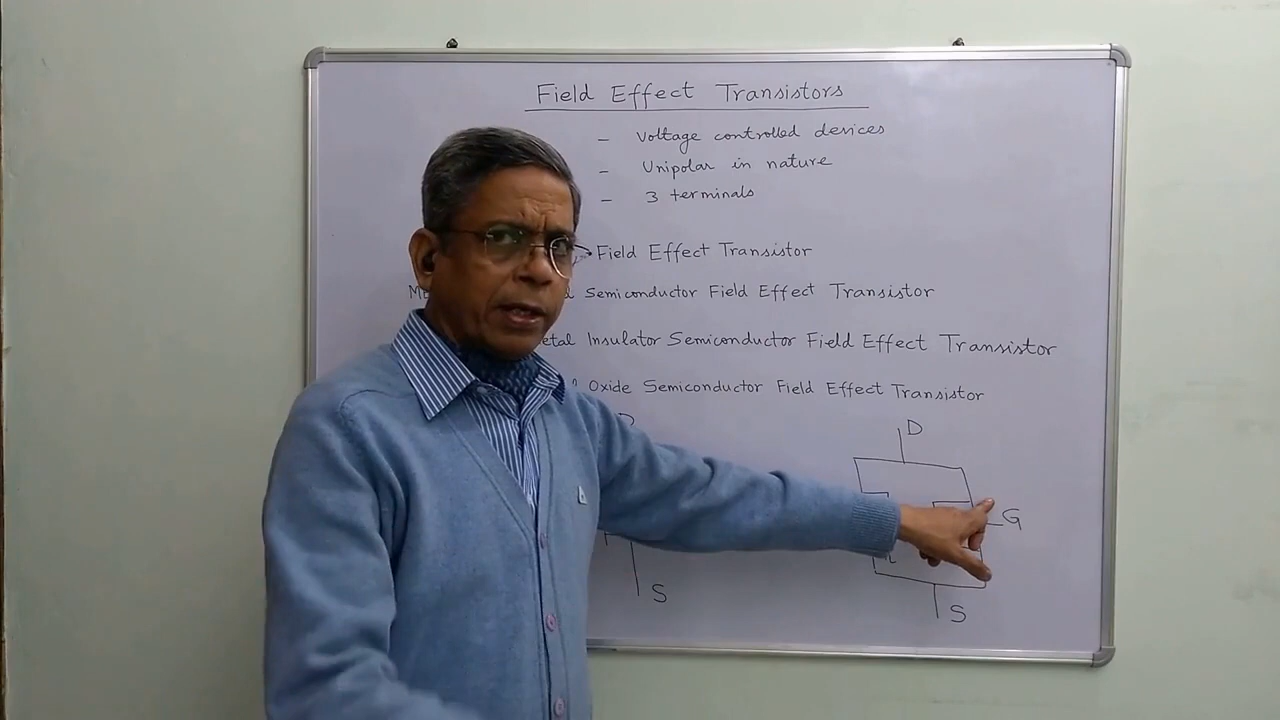 Field Effect Transistors
- Voltage controlled devices
- Unipolar in nature
- 3 terminals
Field Effect Transistor
Semiconductor Field Effect Transistor
Insulator Semiconductor Field Effect Transistor
Oxide Semiconductor Field Effect Transistor
D
D
G
S
S